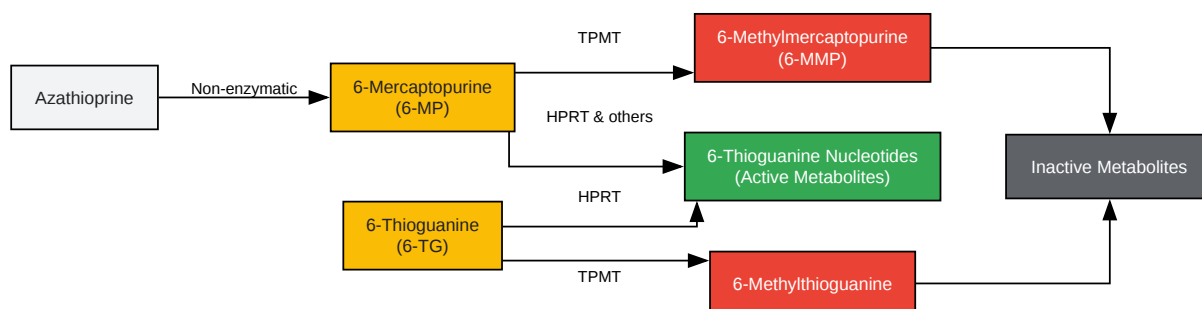 TPMT
6-Methylmercaptopurine
(6-MMP)
Azathioprine
Non-enzymatic
6-Mercaptopurine
(6-MP)
HPRT & others
6-Thioguanine Nucleotides
(Active Metabolites)
Inactive Metabolites
HPRT
6-Thioguanine
(6-TG)
TPMT
6-Methylthioguanine